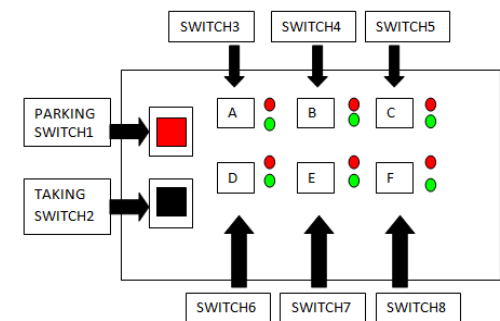 SWITCH3 SWITCH4 SWITCH5
PARKING
SWITCH1
A B C
TAKING
SWITCH2
D E F
SWITCH6 SWITCH7 SWITCH8